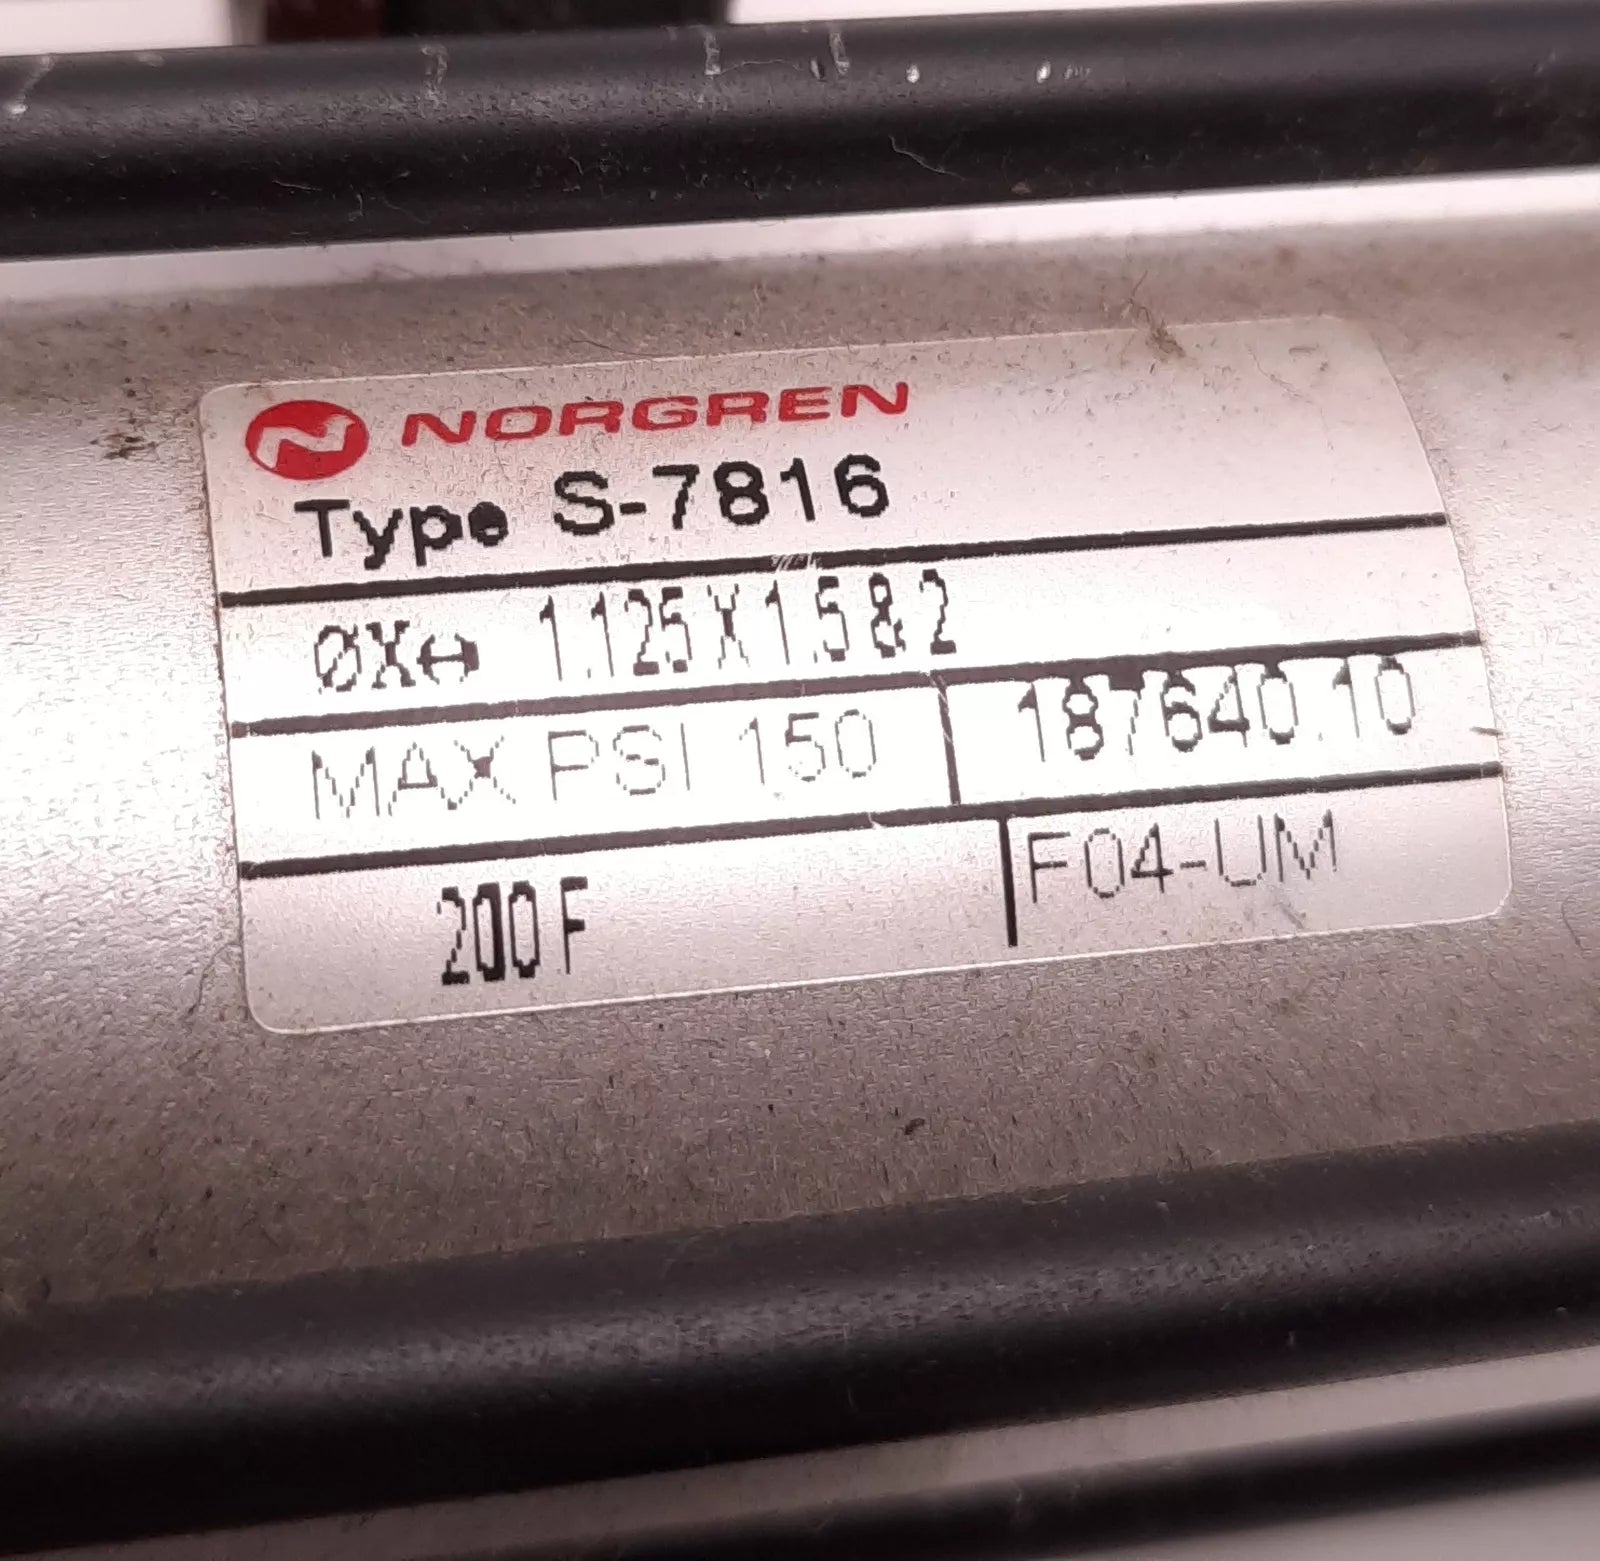 NORGREN
Type S-7816
ØX↔ 1.125 X 1.5 & 2
MAX PSI 150 187640.10
200 F F04-UM